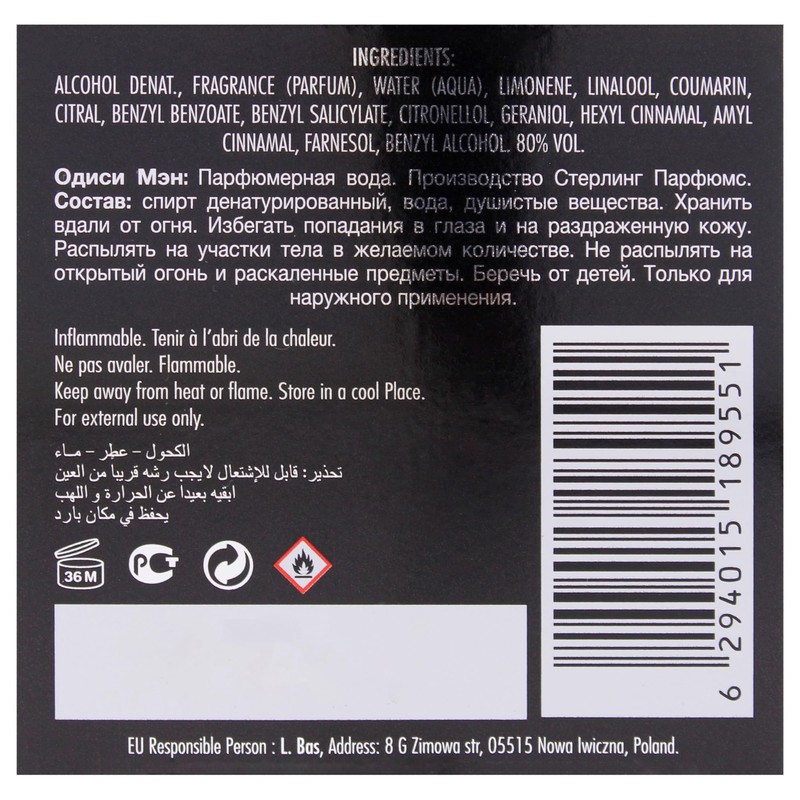 INGREDIENTS:
ALCOHOL DENAT., FRAGRANCE (PARFUM), WATER (AQUA), LIMONENE, LINALOOL, COUMARIN,
CITRAL, BENZYL BENZOATE, BENZYL SALICYLATE, CITRONELLOL, GERANIOL, HEXYL CINNAMAL, AMYL
CINNAMAL, FARNESOL, BENZYL ALCOHOL. 80% VOL.
Одиси Мэн: Парфюмерная вода. Производство Стерлинг Парфюмс.
Состав: спирт денатурированный, вода, душистые вещества. Хранить
вдали от огня. Избегать попадания в глаза и на раздраженную кожу.
Распылять на участки тела в желаемом количестве. Не распылять на
открытый огонь и раскаленные предметы. Беречь от детей. Только для
наружного применения.
Inflammable. Tenir à l'abri de la chaleur.
Ne pas avaler. Flammable.
Keep away from heat or flame. Store in a cool Place.
For external use only.
الكحول – عطر – مـاء
تحذير: قابل للإشتعال لايجب رشه قريبا من العين
ابقيه بعيدا عن الحرارة و اللهب
يحفظ في مكان بارد
36 M
РСТ
6 294015 189551
EU Responsible Person : L. Bas, Address: 8 G Zimowa str, 05515 Nowa Iwiczna, Poland.